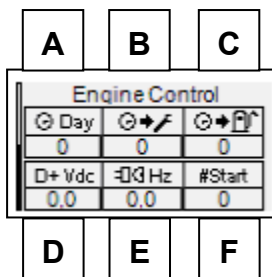 A B C
Engine Control
Day
0 0 0
D+ Vdc Hz #Start
0,0 0,0 0
D E F